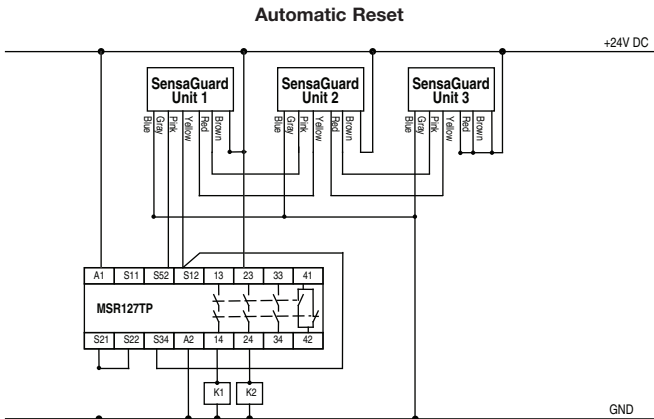 Automatic Reset
+24V DC
SensaGuard
Unit 1
SensaGuard
Unit 2
SensaGuard
Unit 3
Blue
Gray
Pink
Yellow
Red
Brown
Blue
Gray
Pink
Yellow
Red
Brown
Blue
Gray
Pink
Yellow
Red
Brown
A1 S11 S52 S12 13 23 33 41
MSR127TP
S21 S22 S34 A2 14 24 34 42
K1 K2
GND